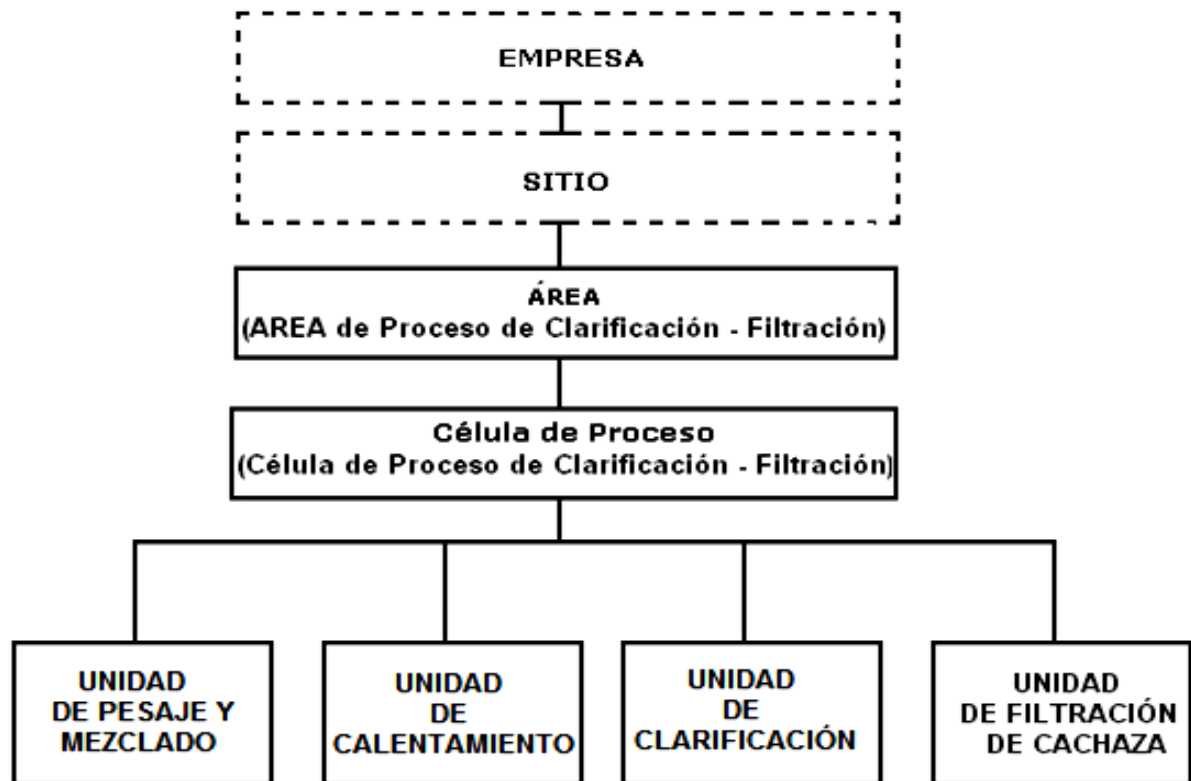 EMPRESA
SITIO
ÁREA
(AREA de Proceso de Clarificación - Filtración)
Célula de Proceso
(Célula de Proceso de Clarificación - Filtración)
UNIDAD
DE PESAJE Y
MEZCLADO
UNIDAD
DE
CALENTAMIENTO
UNIDAD
DE
CLARIFICACIÓN
UNIDAD
DE FILTRACIÓN
DE CACHAZA